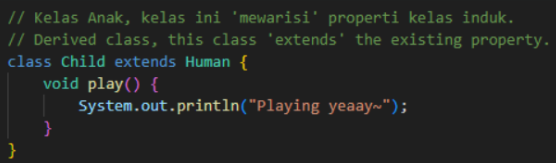 // Kelas Anak, kelas ini 'mewarisi' properti kelas induk.
// Derived class, this class 'extends' the existing property.
class Child extends Human {
    void play() {
        System.out.println("Playing yeaay~");
    }
}